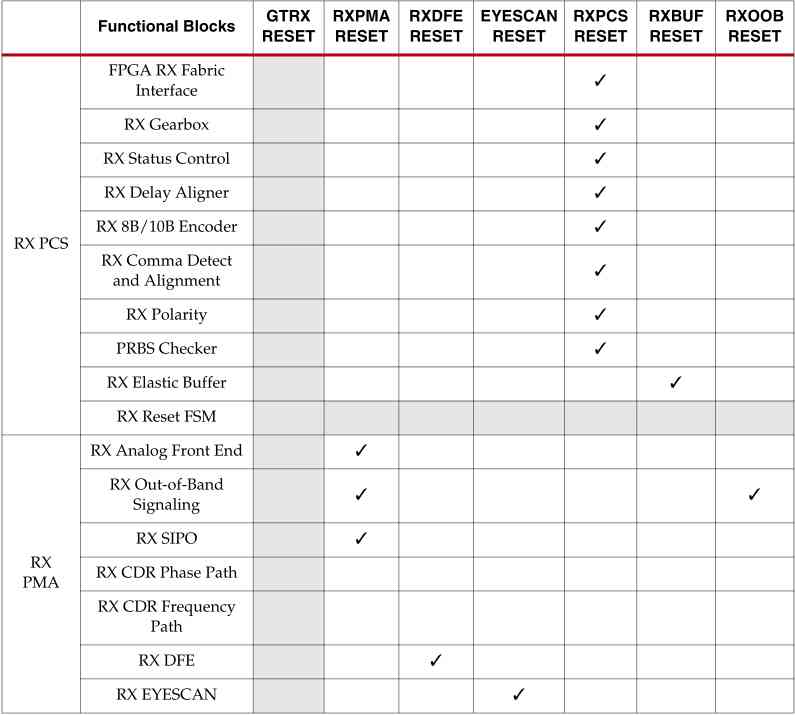 Functional Blocks GTRX RESET RXPMA RESET RXDFE RESET EYESCAN RESET RXPCS RESET RXBUF RESET RXOOB RESET
RX PCS
FPGA RX Fabric
Interface ✓
RX Gearbox ✓
RX Status Control ✓
RX Delay Aligner ✓
RX 8B/10B Encoder ✓
RX Comma Detect
and Alignment ✓
RX Polarity ✓
PRBS Checker ✓
RX Elastic Buffer ✓
RX Reset FSM
RX
PMA
RX Analog Front End ✓
RX Out-of-Band
Signaling ✓ ✓
RX SIPO ✓
RX CDR Phase Path
RX CDR Frequency
Path
RX DFE ✓
RX EYESCAN ✓